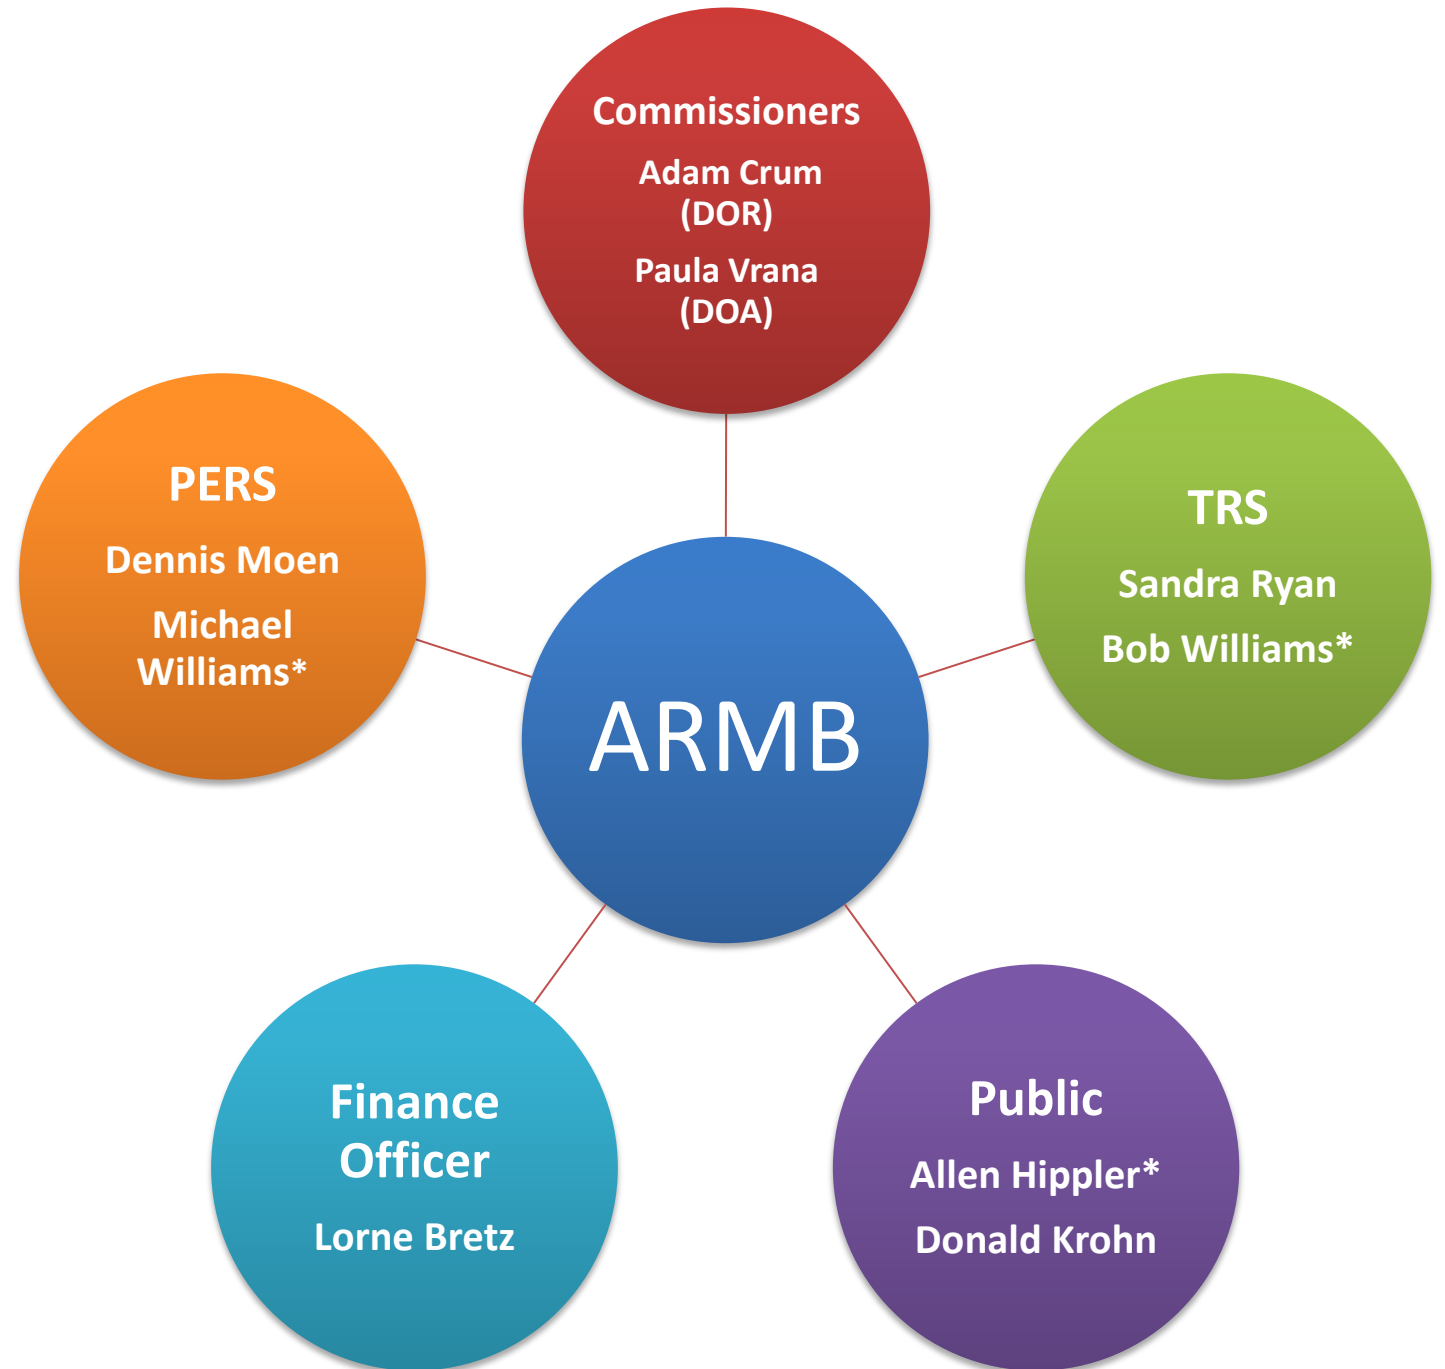 Commissioners
Adam Crum
(DOR)
Paula Vrana
(DOA)
PERS
Dennis Moen
Michael
Williams*
TRS
Sandra Ryan
Bob Williams*
ARMB
Finance
Officer
Lorne Bretz
Public
Allen Hippler*
Donald Krohn